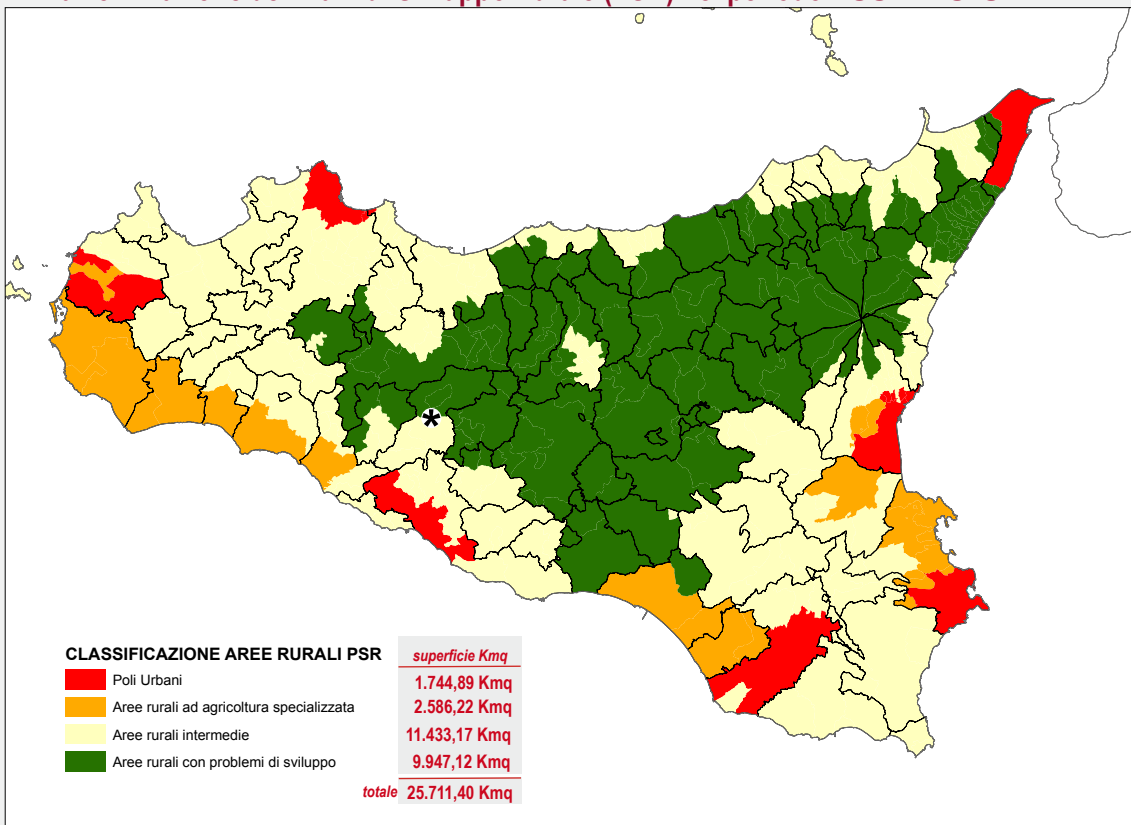 CLASSIFICAZIONE AREE RURALI PSR
superficie Kmq
Poli Urbani
1.744,89 Kmq
Aree rurali ad agricoltura specializzata
2.586,22 Kmq
Aree rurali intermedie
11.433,17 Kmq
Aree rurali con problemi di sviluppo
9.947,12 Kmq
totale 25.711,40 Kmq
*